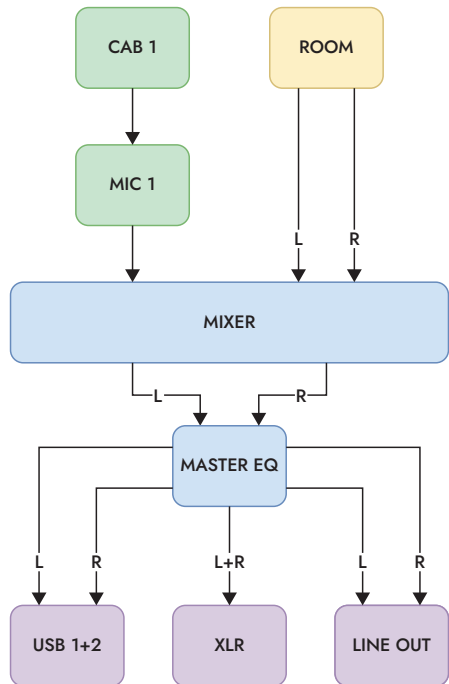 CAB 1
ROOM
MIC 1
L
R
MIXER
L
R
MASTER EQ
L
R
L+R
L
R
USB 1+2
XLR
LINE OUT